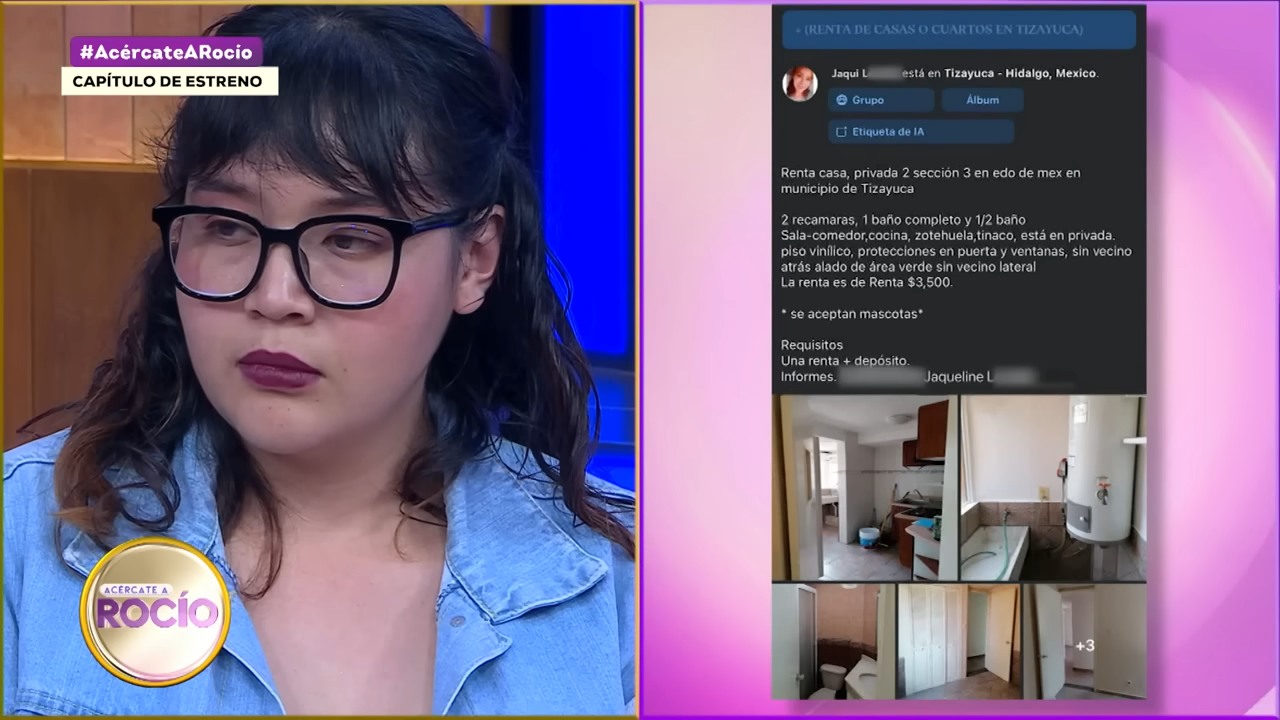 #AcércateARocío
CAPÍTULO DE ESTRENO
ACÉRCATE A
ROCÍO
+ (RENTA DE CASAS O CUARTOS EN TIZAYUCA)
Jaqui L está en Tizayuca - Hidalgo, Mexico.
Grupo
Álbum
Etiqueta de IA
Renta casa, privada 2 sección 3 en edo de mex en
municipio de Tizayuca
2 recamaras, 1 baño completo y 1/2 baño
Sala-comedor,cocina, zotehuela,tinaco, está en privada.
piso vinílico, protecciones en puerta y ventanas, sin vecino
atrás alado de área verde sin vecino lateral
La renta es de Renta $3,500.
* se aceptan mascotas*
Requisitos
Una renta + depósito.
Informes. Jaqueline L
+3